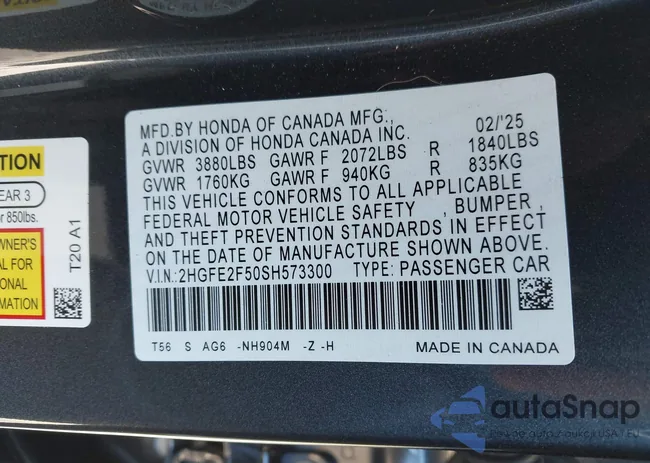 TION
EAR 3
r 850lbs.
WNER'S
AL FOR
IONAL
RMATION
T20 A1
MFD.BY HONDA OF CANADA MFG.,
A DIVISION OF HONDA CANADA INC. 02/'25
GVWR 3880LBS GAWR F 2072LBS R 1840LBS
GVWR 1760KG GAWR F 940KG R 835KG
THIS VEHICLE CONFORMS TO ALL APPLICABLE
FEDERAL MOTOR VEHICLE SAFETY , BUMPER ,
AND THEFT PREVENTION STANDARDS IN EFFECT
ON THE DATE OF MANUFACTURE SHOWN ABOVE.
V.I.N.:2HGFE2F50SH573300 TYPE: PASSENGER CAR
T56 S AG6 -NH904M -Z -H MADE IN CANADA
autoSnap